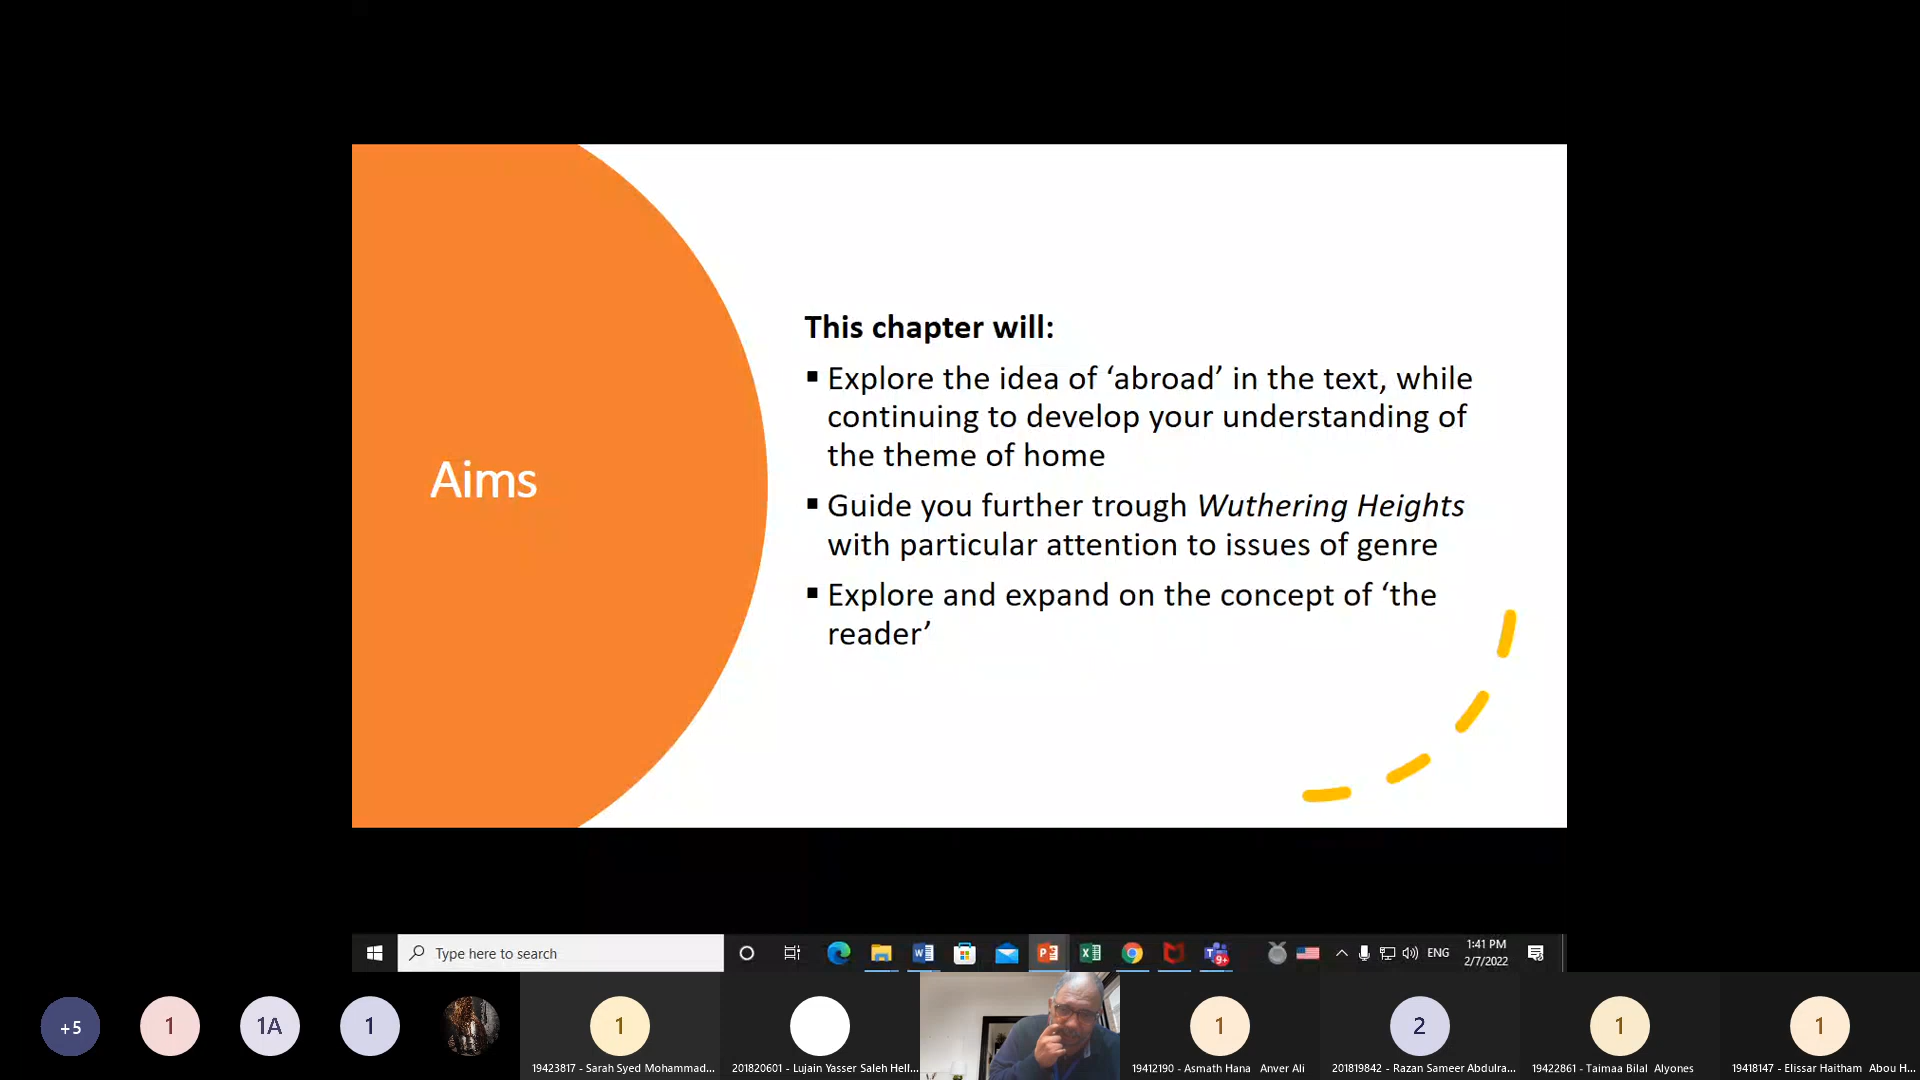 This chapter will:
Explore the idea of ‘abroad’ in the text, while
continuing to develop your understanding of
the theme of home
Aims
Guide you further trough Wuthering Heights
with particular attention to issues of genre
Explore and expand on the concept of ‘the
reader’
Type here to search
9+
ENG
1:41 PM
2/7/2022
+5
1
1A
1
1
1
2
1
1
19423817 - Sarah Syed Mohammad...
201820601 - Lujain Yasser Saleh Hell...
19412190 - Asmath Hana Anver Ali
201819842 - Razan Sameer Abdulra...
19422861 - Taimaa Bilal Alyones
19418147 - Elissar Haitham Abou H...